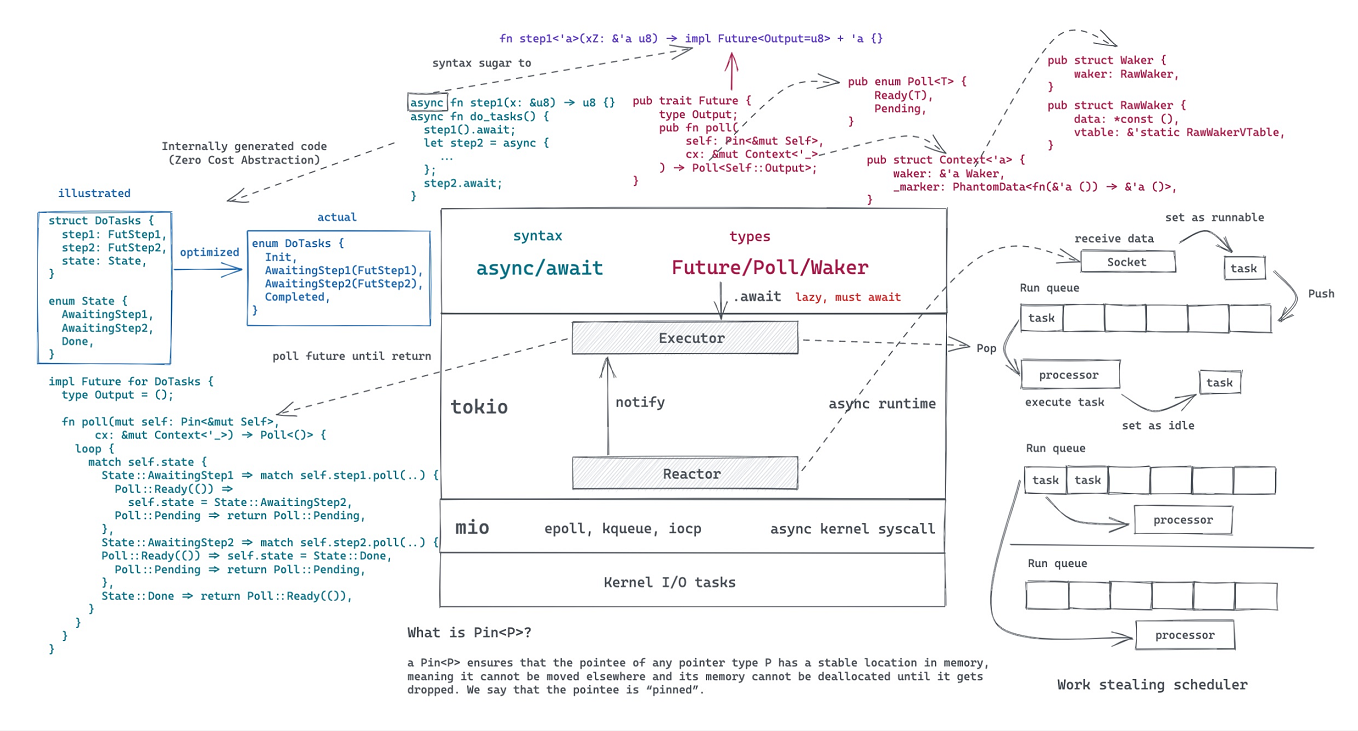 fn step1<'a>(xZ: &'a u8) → impl Future<Output=u8> + 'a {}
syntax sugar to
async fn step1(x: &u8) → u8 {}
async fn do_tasks() {
step1().await;
let step2 = async {
...
};
step2.await;
}
pub trait Future {
type Output;
pub fn poll(
self: Pin<&mut Self>,
cx: &mut Context<'_>
) → Poll<Self::Output>;
}
pub enum Poll<T> {
Ready(T),
Pending,
}
pub struct Waker {
waker: RawWaker,
}
pub struct RawWaker {
data: *const (),
vtable: &'static RawWakerVTable,
}
pub struct Context<'a> {
waker: &'a Waker,
_marker: PhantomData<fn(&'a ()) → &'a ()>,
}
Internally generated code
(Zero Cost Abstraction)
illustrated
struct DoTasks {
step1: FutStep1,
step2: FutStep2,
state: State,
}
enum State {
AwaitingStep1,
AwaitingStep2,
Done,
}
optimized
actual
enum DoTasks {
Init,
AwaitingStep1(FutStep1),
AwaitingStep2(FutStep2),
Completed,
}
poll future until return
impl Future for DoTasks {
type Output = ();
fn poll(mut self: Pin<&mut Self>,
cx: &mut Context<'_>) → Poll<()> {
loop {
match self.state {
State::AwaitingStep1 ⇒ match self.step1.poll(..) {
Poll::Ready(()) ⇒
self.state = State::AwaitingStep2,
Poll::Pending ⇒ return Poll::Pending,
},
State::AwaitingStep2 ⇒ match self.step2.poll(..) {
Poll::Ready(()) ⇒ self.state = State::Done,
Poll::Pending ⇒ return Poll::Pending,
},
State::Done ⇒ return Poll::Ready(()),
}
}
}
}
syntax
async/await
types
Future/Poll/Waker
.await
lazy, must await
Executor
tokio
notify
async runtime
Reactor
mio
epoll, kqueue, iocp
async kernel syscall
Kernel I/O tasks
What is Pin<P>?
a Pin<P> ensures that the pointee of any pointer type P has a stable location in memory,
meaning it cannot be moved elsewhere and its memory cannot be deallocated until it gets
dropped. We say that the pointee is “pinned”.
set as runnable
receive data
Socket
task
Run queue
Push
task
Pop
processor
task
execute task
set as idle
Run queue
task
task
processor
Run queue
processor
Work stealing scheduler